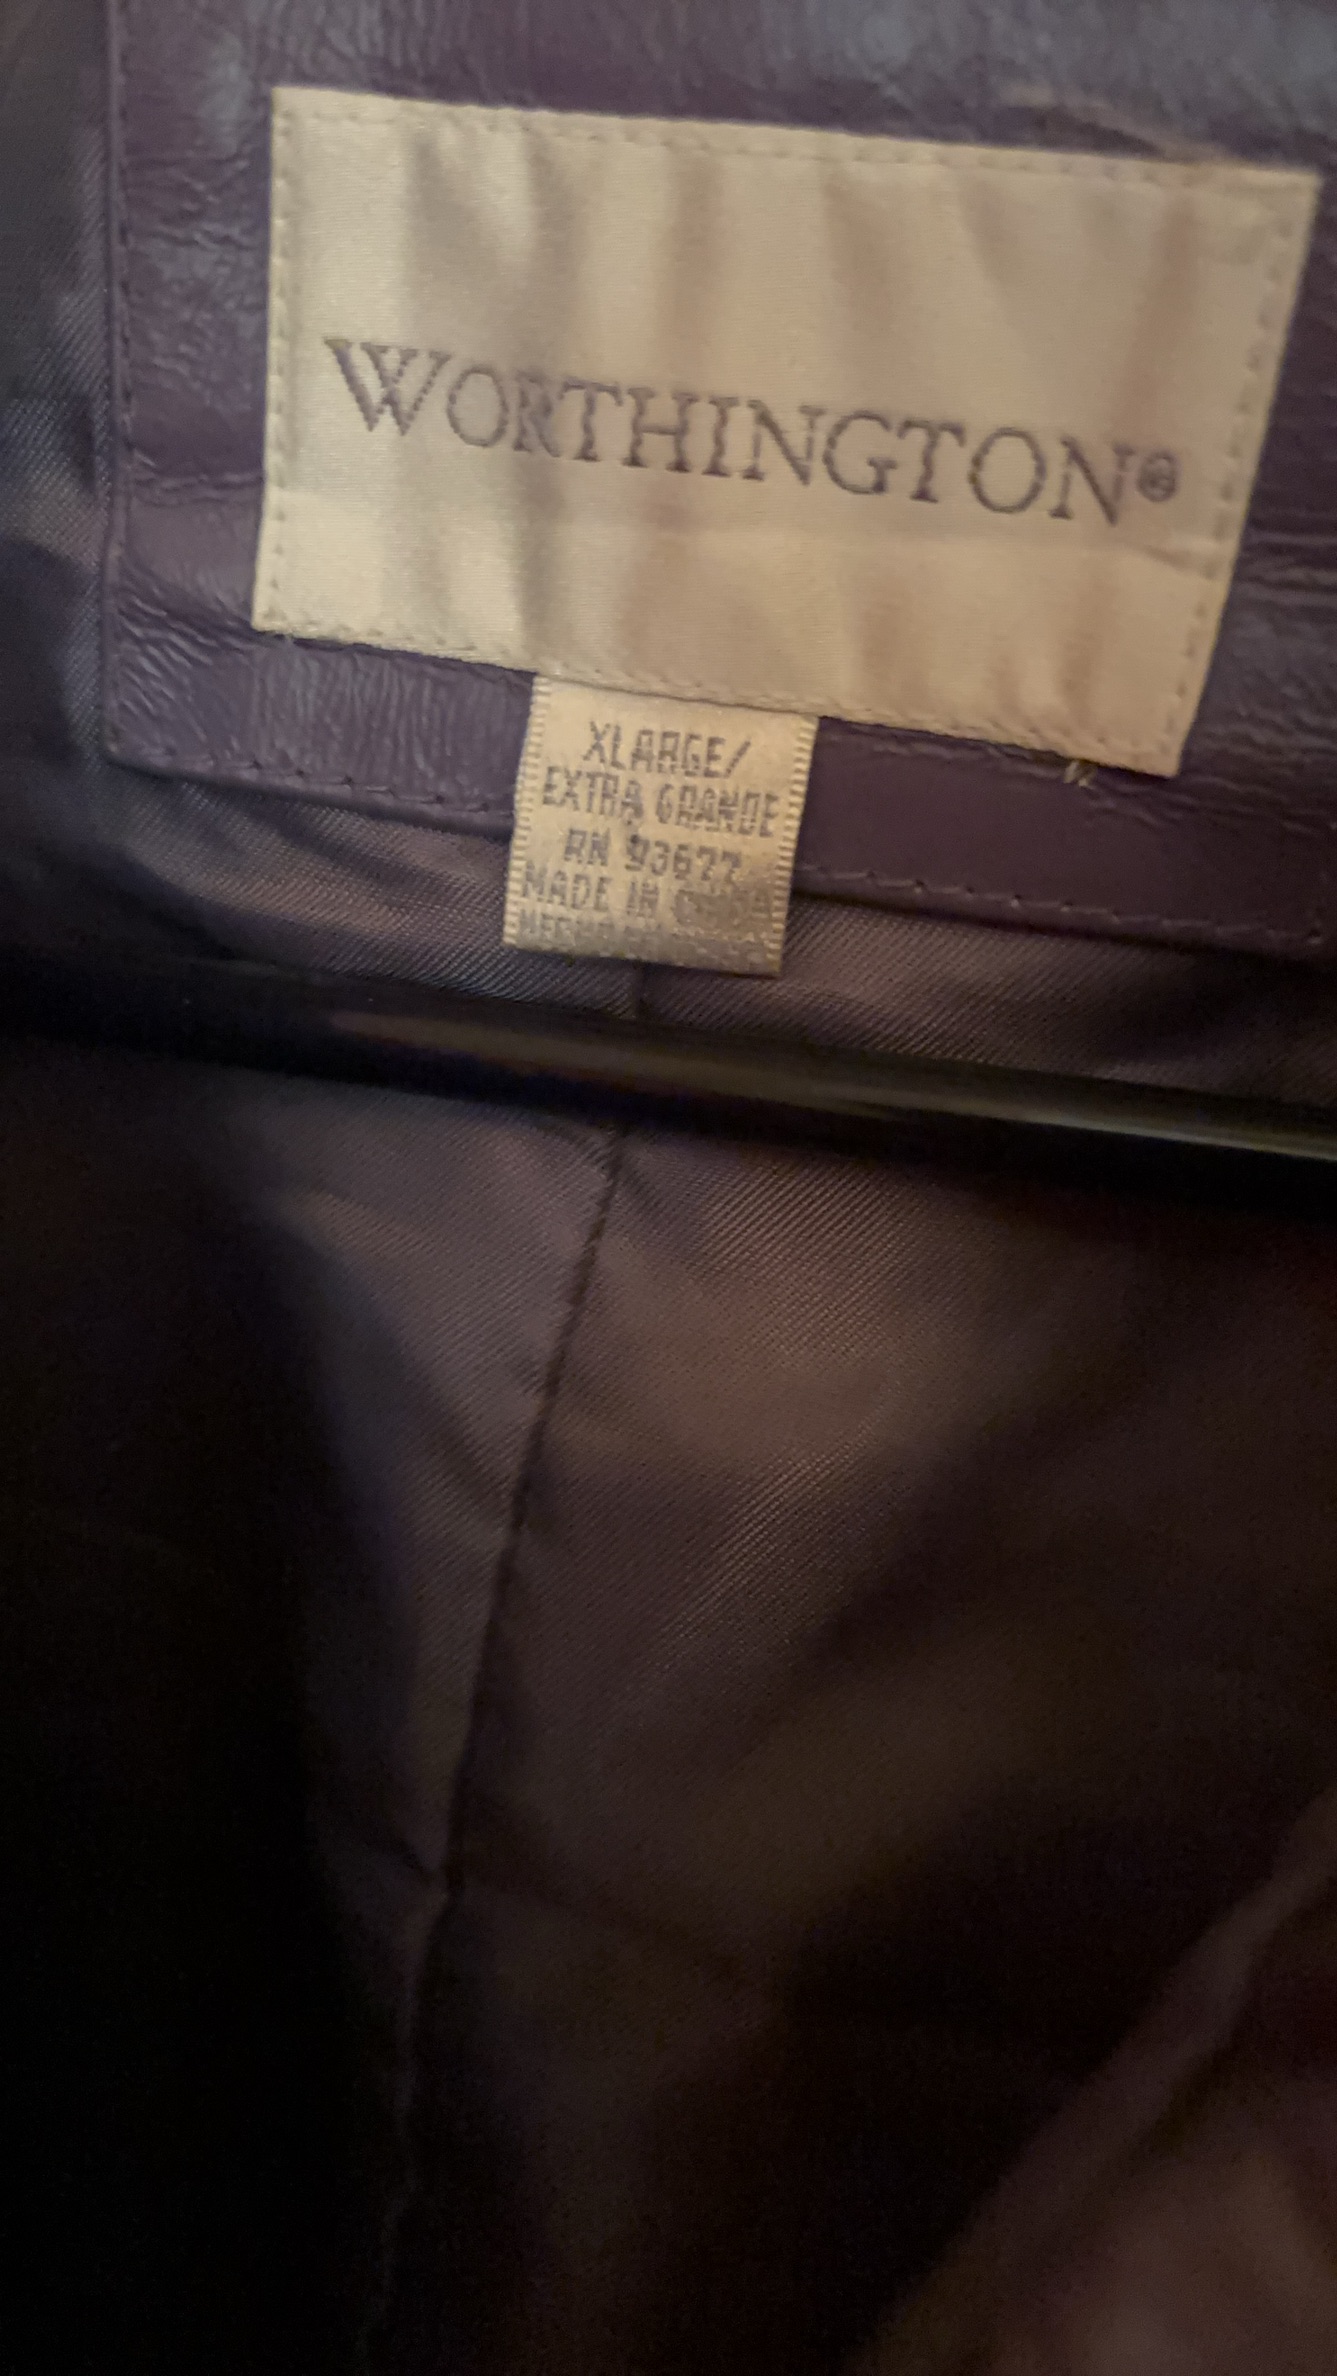 WORTHINGTON®
XLARGE/
EXTRA GRANDE
RN 93677
MADE IN CHINA